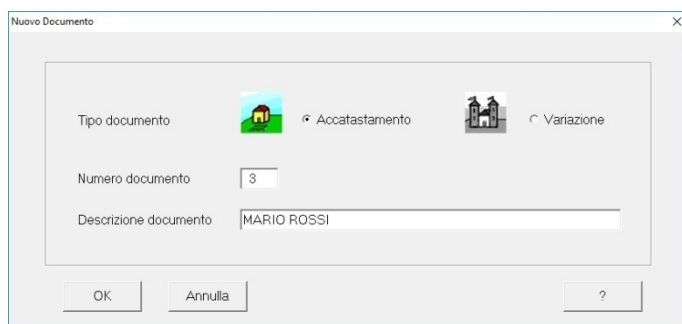 Nuovo Documento
Tipo documento Accatastamento Variazione
Numero documento 3
Descrizione documento MARIO ROSSI
OK Annulla ?